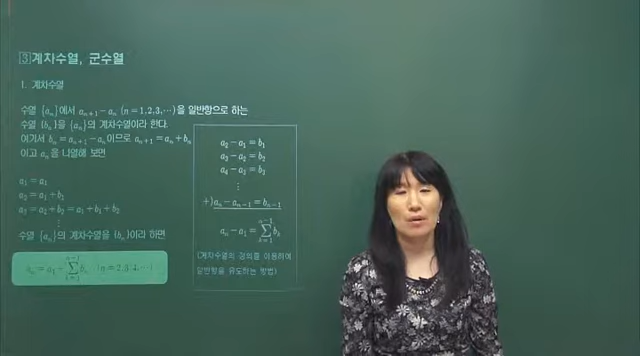 ③계차수열, 군수열
1. 계차수열
수열 {aₙ}에서 aₙ₊₁−aₙ (n=1,2,3,⋯)을 일반항으로 하는
수열 {bₙ}을 {aₙ}의 계차수열이라 한다.
여기서 bₙ=aₙ₊₁−aₙ이므로 aₙ₊₁=aₙ+bₙ
이고 aₙ을 나열해 보면
a₁=a₁
a₂=a₁+b₁
a₃=a₂+b₂=a₁+b₁+b₂
⋮
수열 {aₙ}의 계차수열을 {bₙ}이라 하면
aₙ=a₁+∑ₖ₌₁ⁿ⁻¹bₖ (n=2,3,4,⋯)
a₂−a₁=b₁
a₃−a₂=b₂
a₄−a₃=b₃
⋮
+)aₙ−aₙ₋₁=bₙ₋₁
aₙ−a₁=∑ₖ₌₁ⁿ⁻¹bₖ
(계차수열의 정의를 이용하여
일반항을 유도하는 방법)